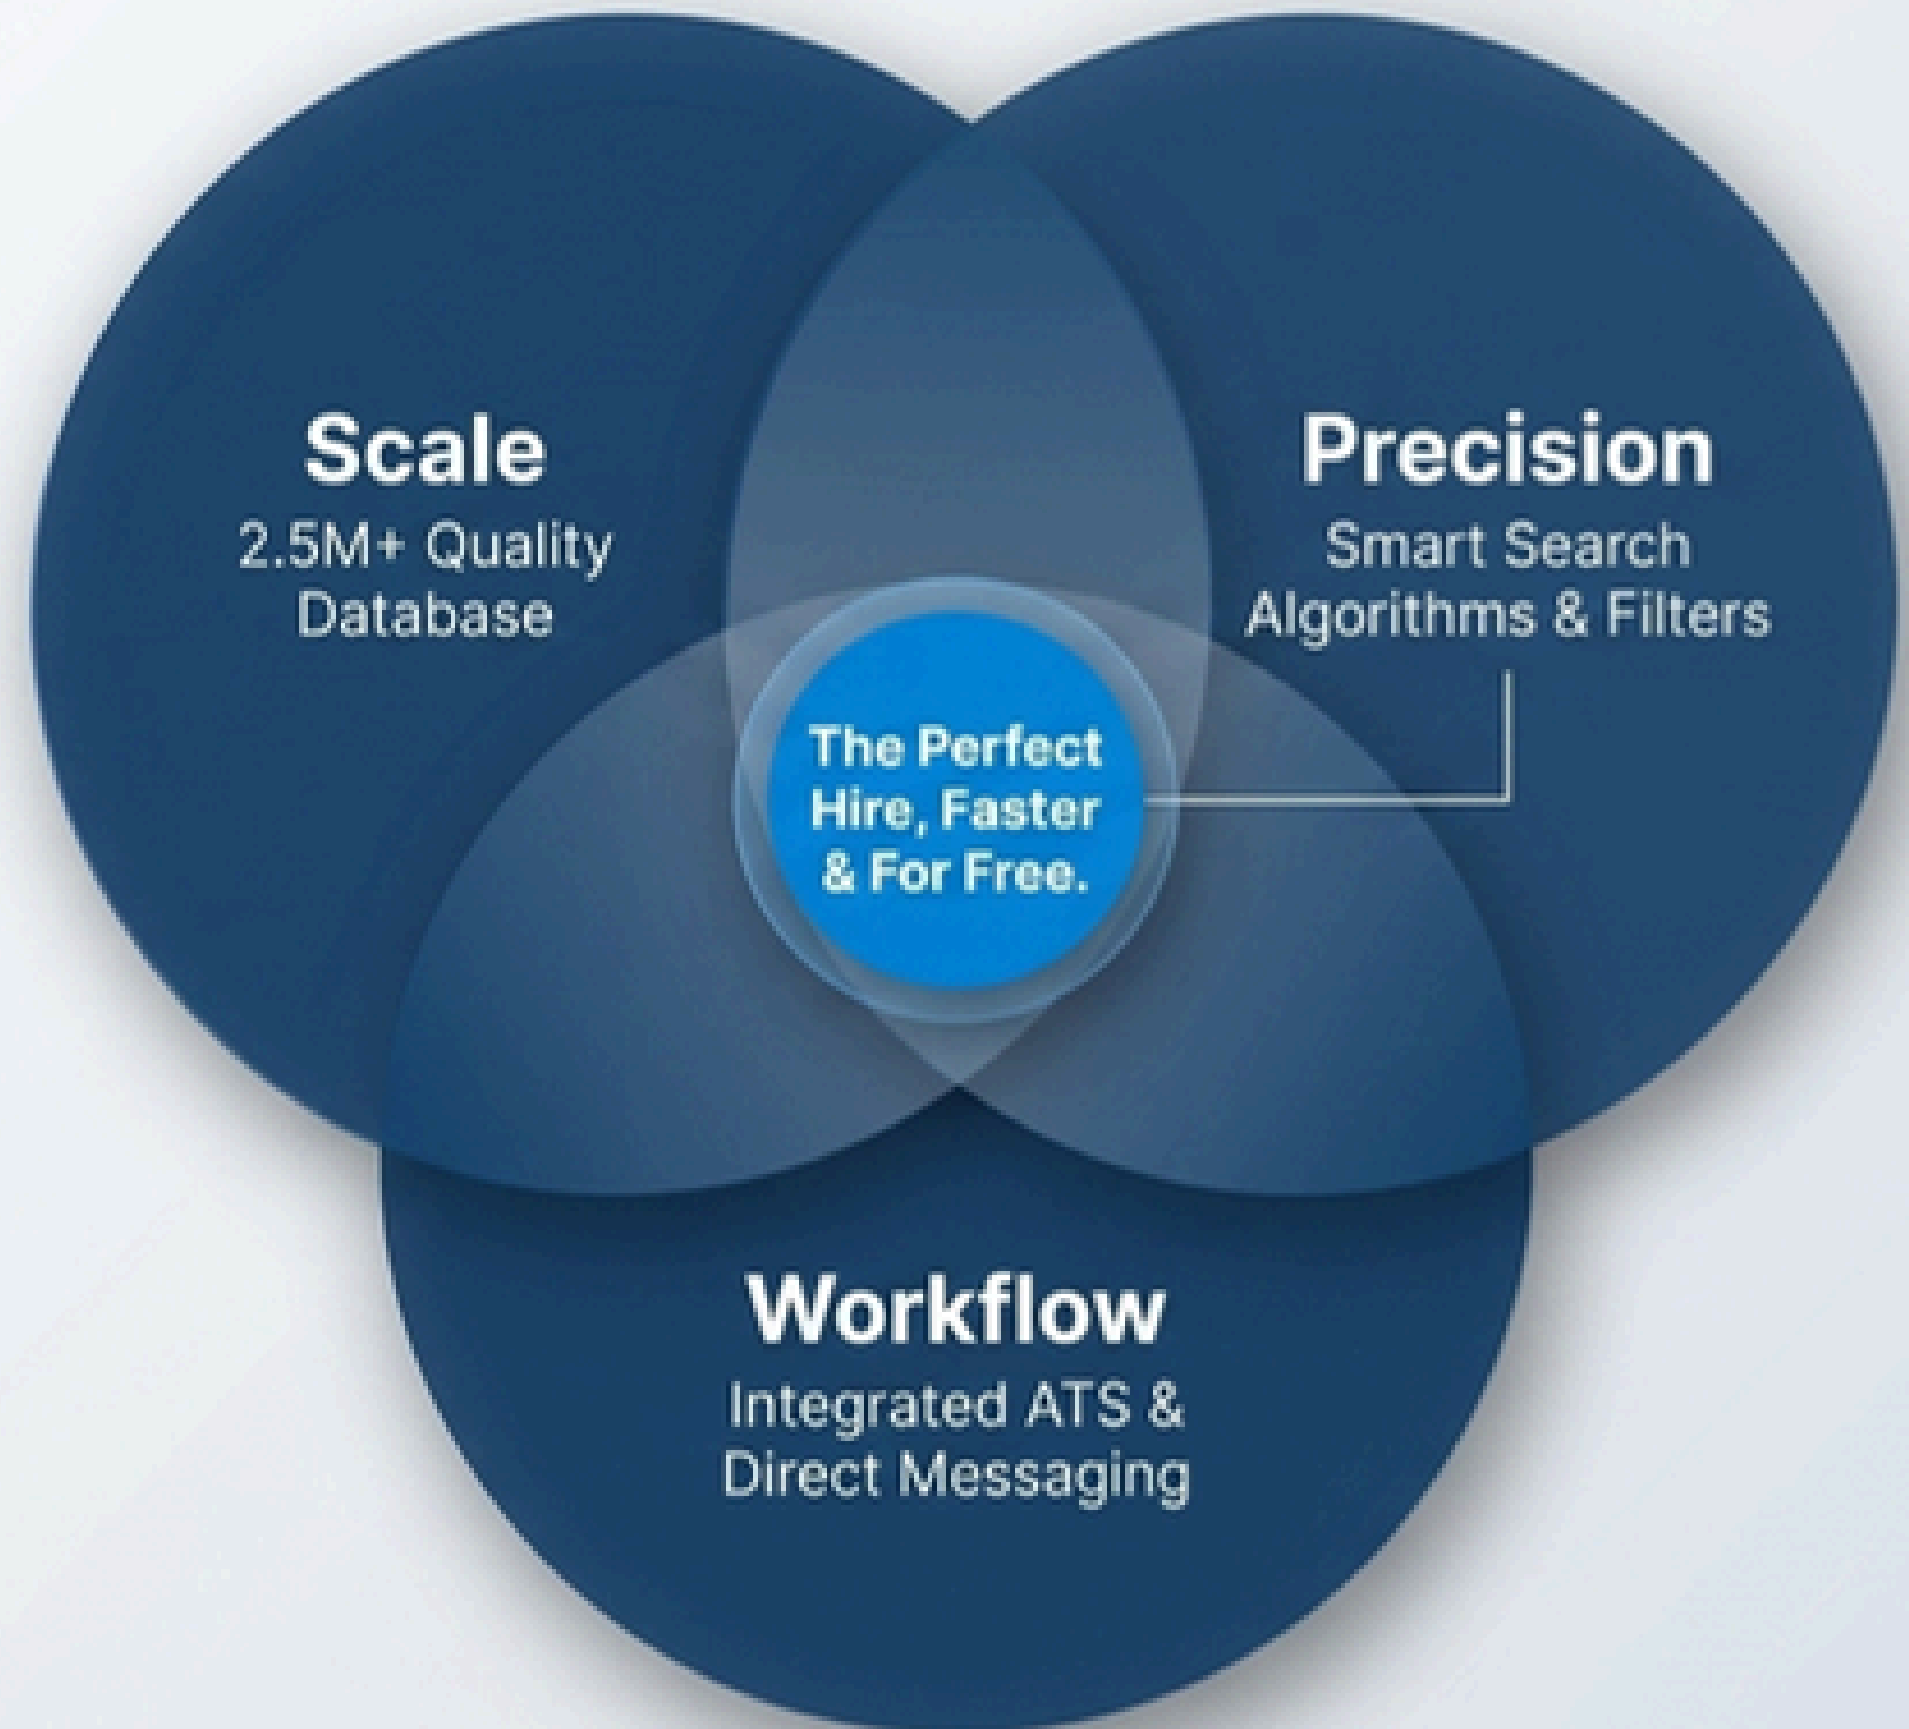 Scale
2.5M+ Quality
Database
Precision
Smart Search
Algorithms & Filters
The Perfect
Hire, Faster
& For Free.
Workflow
Integrated ATS &
Direct Messaging